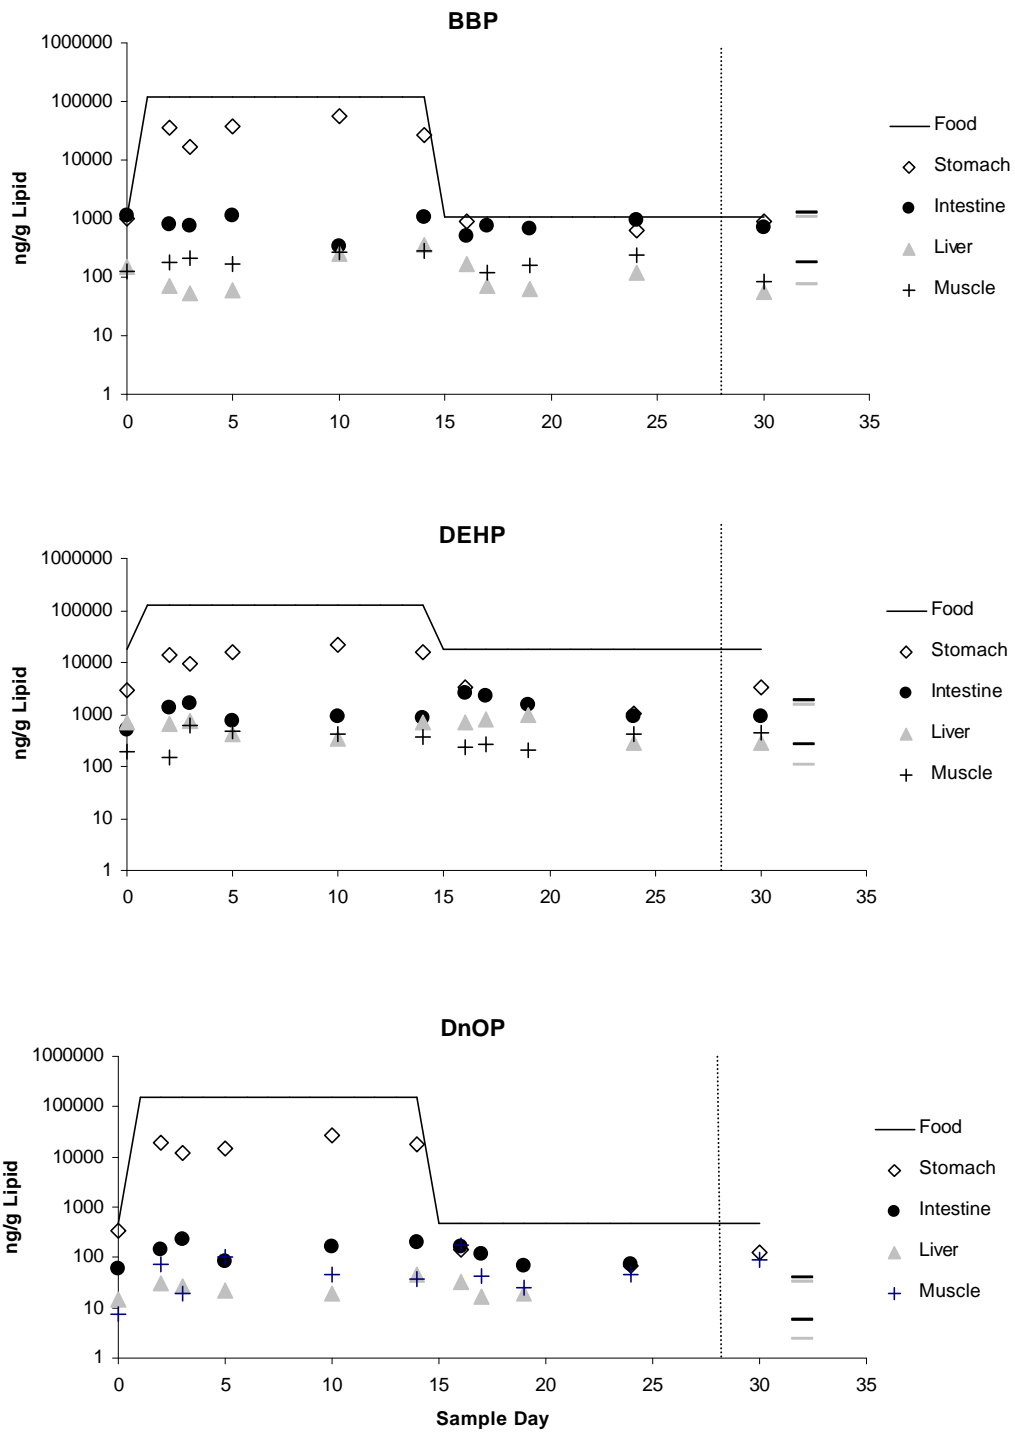 BBP
1000000
100000
10000
1000
100
10
1
ng/g Lipid
0 5 10 15 20 25 30 35
Food
Stomach
Intestine
Liver
Muscle
DEHP
1000000
100000
10000
1000
100
10
1
ng/g Lipid
0 5 10 15 20 25 30 35
Food
Stomach
Intestine
Liver
Muscle
DnOP
1000000
100000
10000
1000
100
10
1
ng/g Lipid
0 5 10 15 20 25 30 35
Sample Day
Food
Stomach
Intestine
Liver
Muscle